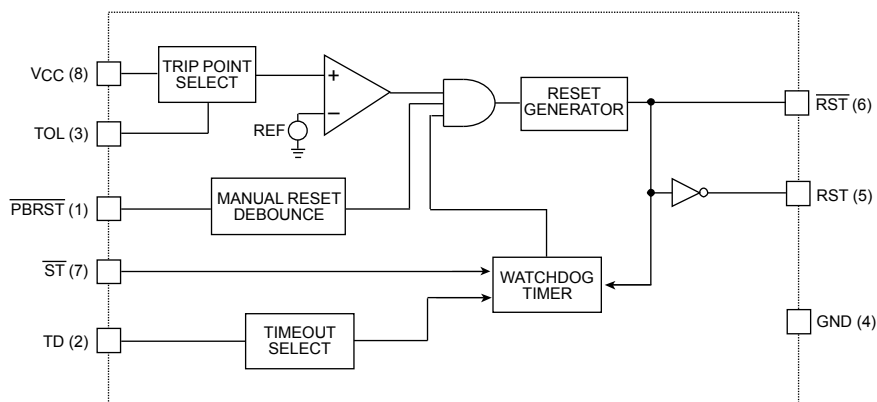 VCC (8)
TRIP POINT
SELECT
+
−
TOL (3)
REF
RESET
GENERATOR
RST (6)
PBRST (1)
MANUAL RESET
DEBOUNCE
RST (5)
ST (7)
WATCHDOG
TIMER
TD (2)
TIMEOUT
SELECT
GND (4)